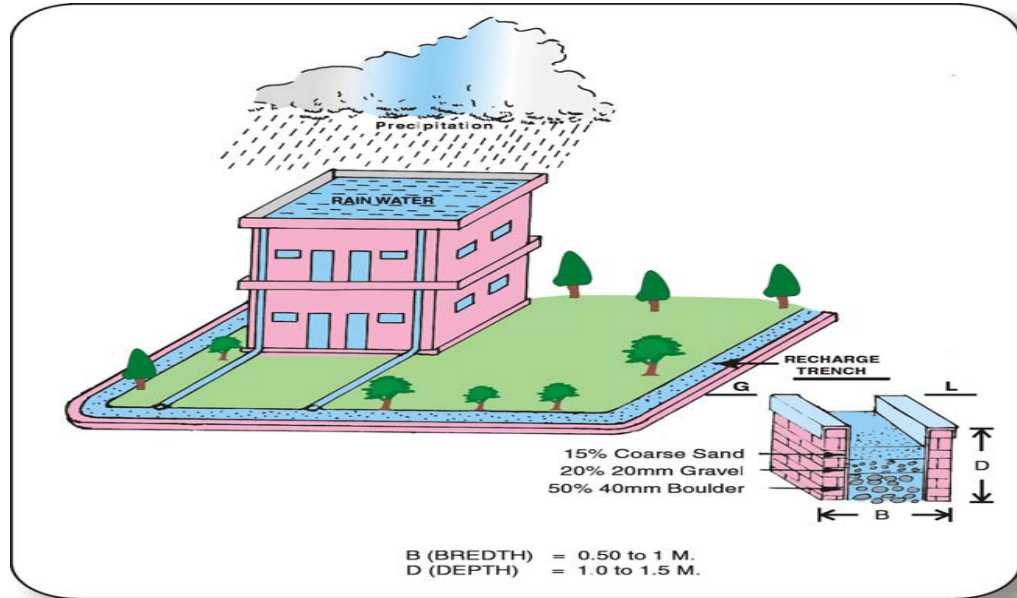 Precipitation
RAIN WATER
RECHARGE
TRENCH
G L
15% Coarse Sand
20% 20mm Gravel
50% 40mm Boulder
D
B
B (BREDTH) = 0.50 to 1 M.
D (DEPTH) = 1.0 to 1.5 M.